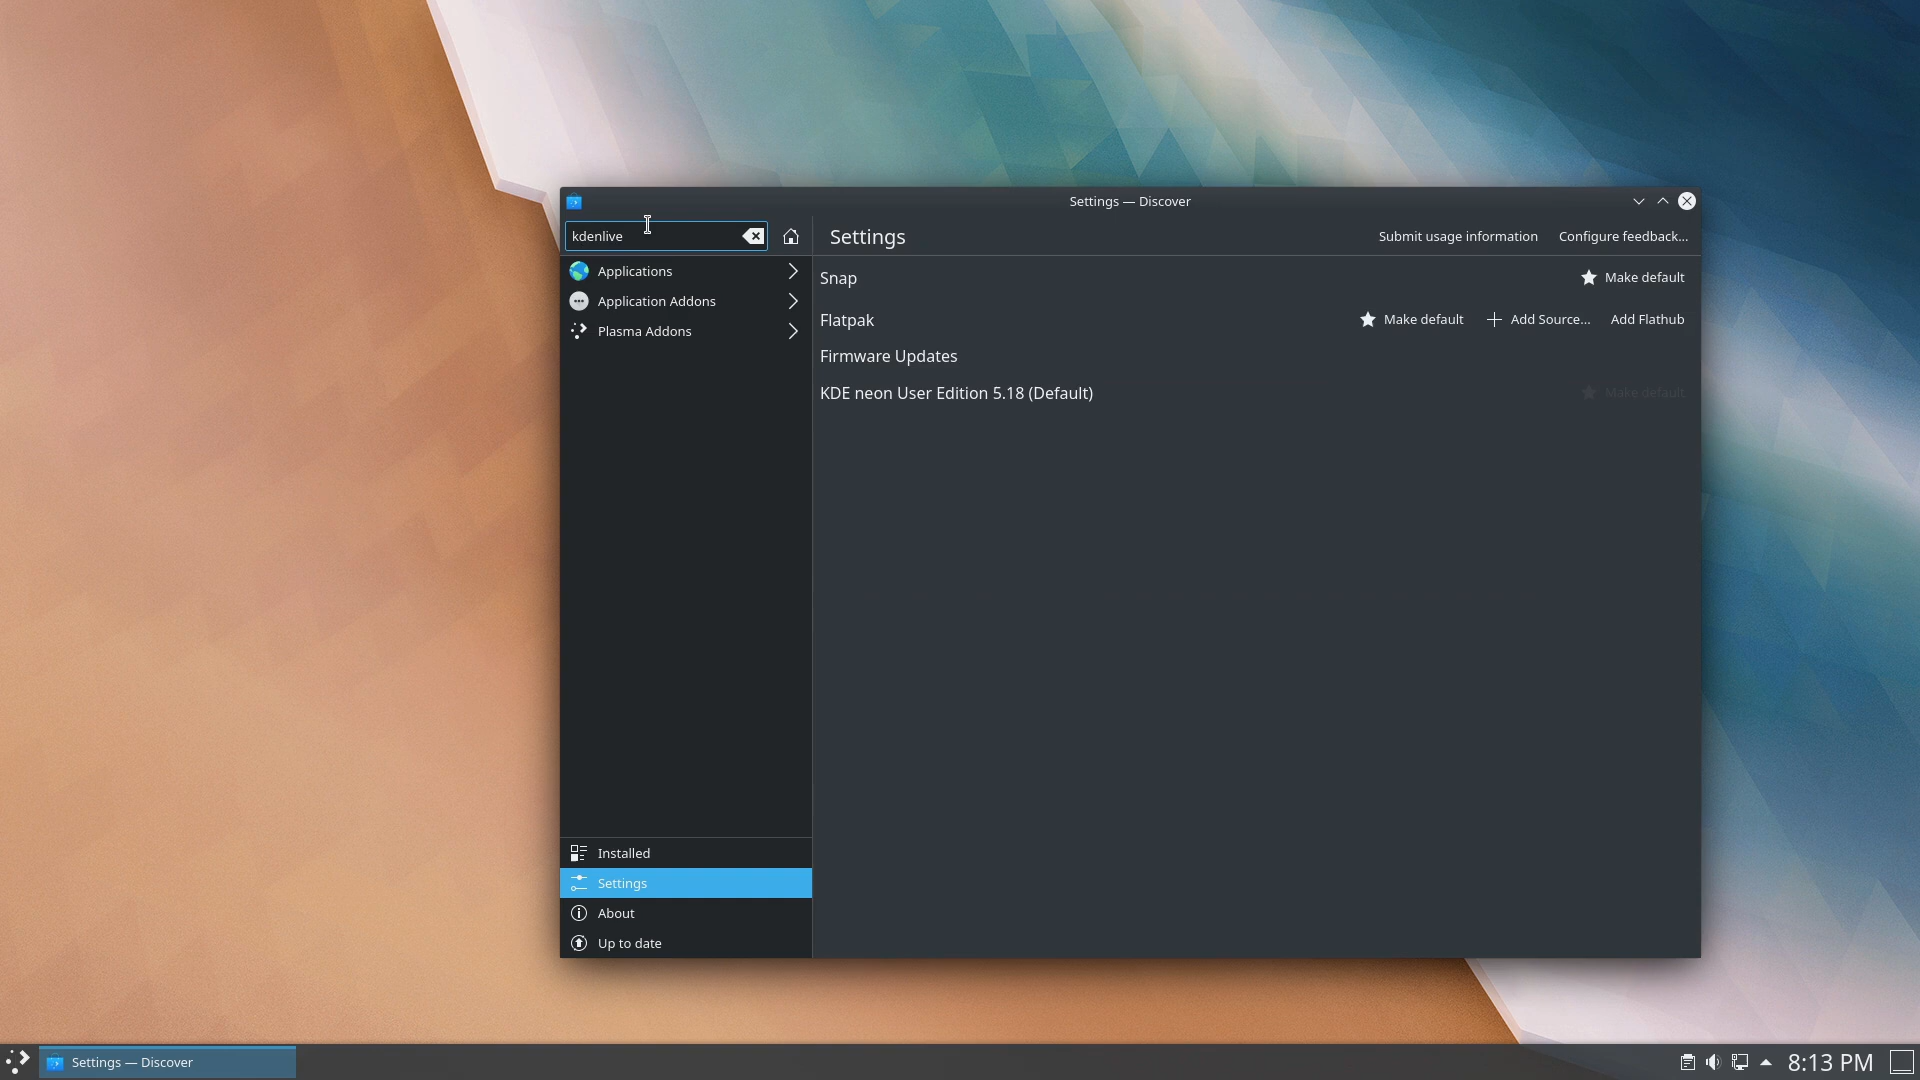 Settings — Discover
kdenlive
Settings
Submit usage information
Configure feedback...
Applications
Application Addons
Plasma Addons
Snap
Make default
Flatpak
Make default
Add Source...
Add Flathub
Firmware Updates
KDE neon User Edition 5.18 (Default)
Make default
Installed
Settings
About
Up to date
Settings — Discover
8:13 PM